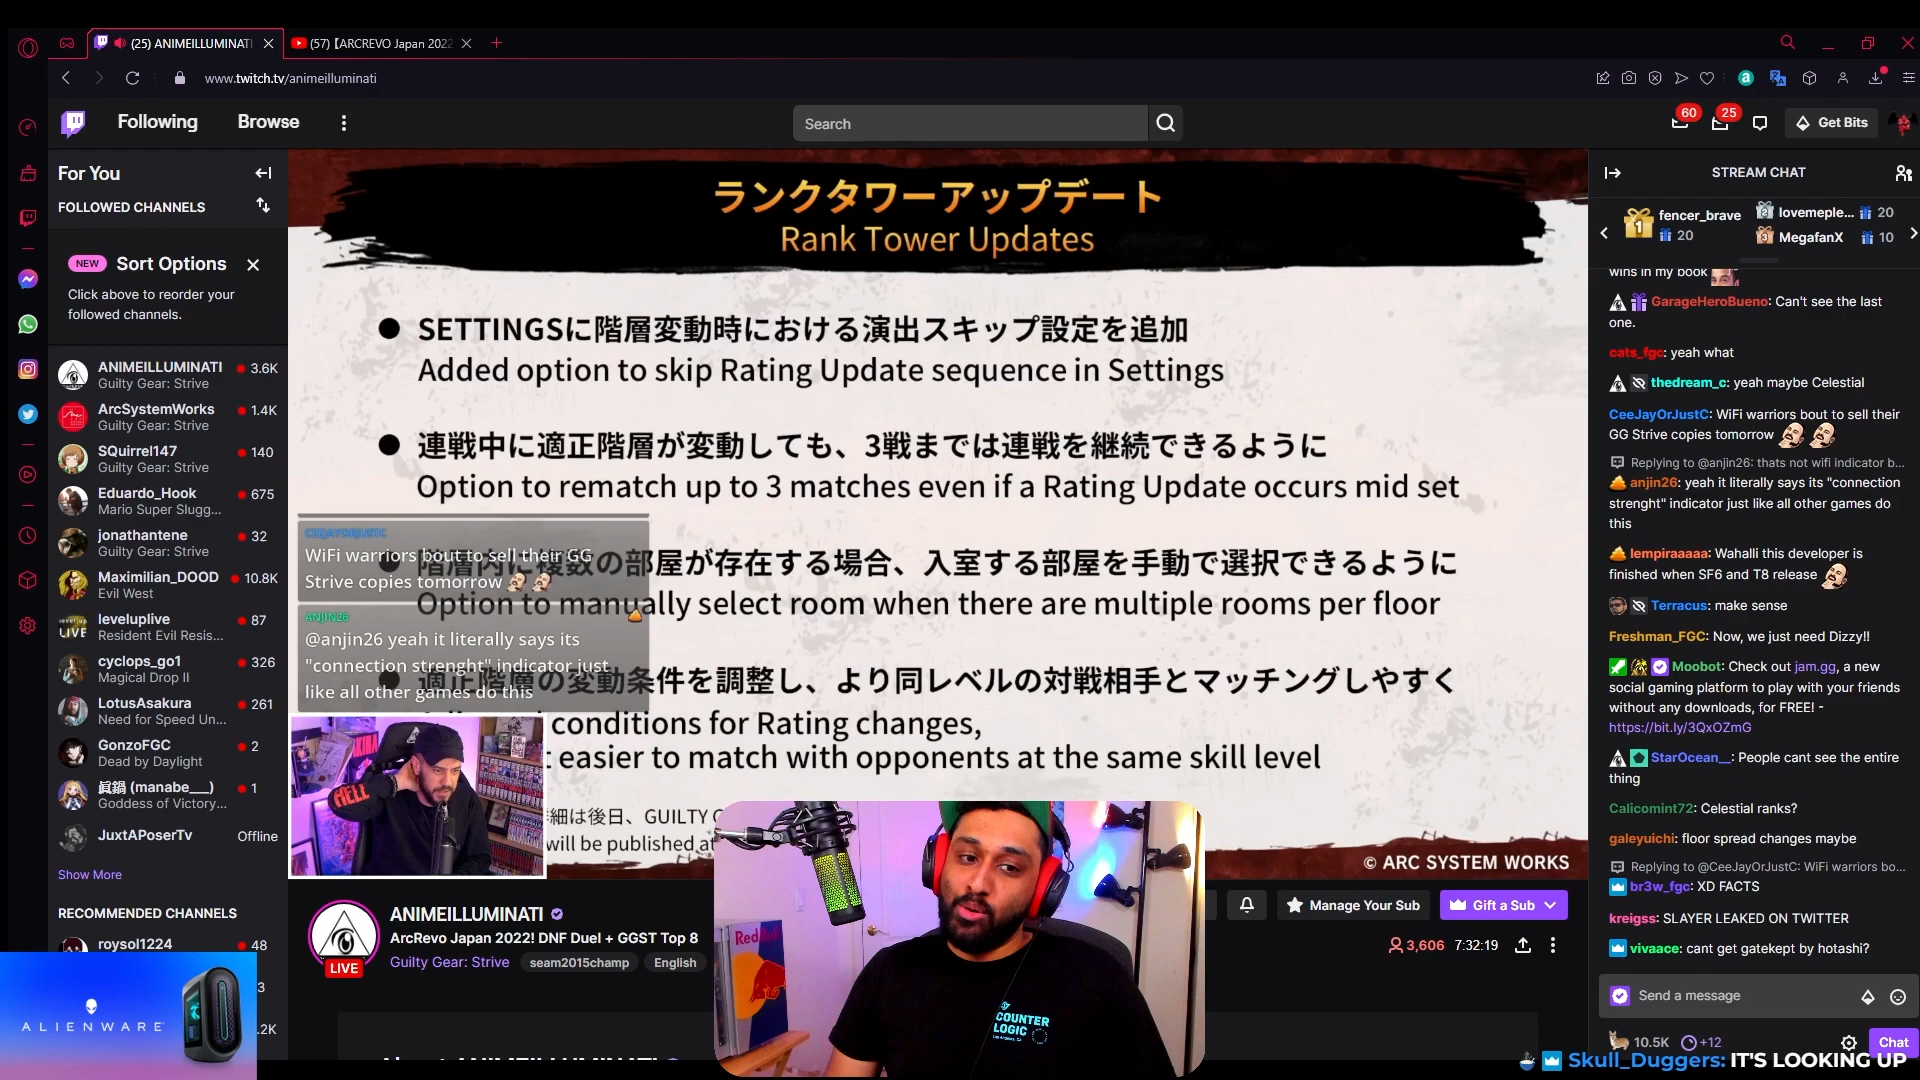 (25) ANIMEILLUMINATI
(57) 【ARCREVO Japan 2022
www.twitch.tv/animeilluminati
Following
Browse
Search
60
25
Get Bits
For You
FOLLOWED CHANNELS
NEW Sort Options
Click above to reorder your
followed channels.
ANIMEILLUMINATI 3.6K
Guilty Gear: Strive
ArcSystemWorks 1.4K
Guilty Gear: Strive
SQuirrel147 140
Guilty Gear: Strive
Eduardo_Hook 675
Mario Super Slugg...
jonathantene 32
Guilty Gear: Strive
Maximilian_DOOD 10.8K
Evil West
leveluplive 87
Resident Evil Resis...
cyclops_go1 326
Magical Drop II
LotusAsakura 261
Need for Speed Un...
GonzoFGC 2
Dead by Daylight
眞鍋 (manabe___) 1
Goddess of Victory...
JuxtAPoserTv Offline
Show More
RECOMMENDED CHANNELS
roysol1224 48
3
.2K
ALIENWARE
ランクタワーアップデート
Rank Tower Updates
● SETTINGSに階層変動時における演出スキップ設定を追加
Added option to skip Rating Update sequence in Settings
● 連戦中に適正階層が変動しても、3戦までは連戦を継続できるように
Option to rematch up to 3 matches even if a Rating Update occurs mid set
● 階層内に複数の部屋が存在する場合、入室する部屋を手動で選択できるように
Option to manually select room when there are multiple rooms per floor
● 適正階層の変動条件を調整し、より同レベルの対戦相手とマッチングしやすく
conditions for Rating changes,
t easier to match with opponents at the same skill level
細は後日、GUILTY G
will be published at
© ARC SYSTEM WORKS
CEEJAYORJUSTC
WiFi warriors bout to sell their GG
Strive copies tomorrow
ANJIN26
@anjin26 yeah it literally says its
"connection strenght" indicator just
like all other games do this
HELL
Red Bull
COUNTER
LOGIC
LIVE
ANIMEILLUMINATI
ArcRevo Japan 2022! DNF Duel + GGST Top 8
Guilty Gear: Strive seam2015champ English
Manage Your Sub
Gift a Sub
3,606 7:32:19
STREAM CHAT
1 fencer_brave
20
2 lovemeple... 20
3 MegafanX 10
wins in my book
GarageHeroBueno: Can't see the last
one.
cats_fgc: yeah what
thedream_c: yeah maybe Celestial
CeeJayOrJustC: WiFi warriors bout to sell their
GG Strive copies tomorrow
Replying to @anjin26: thats not wifi indicator b...
anjin26: yeah it literally says its "connection
strenght" indicator just like all other games do
this
lempiraaaaa: Wahalli this developer is
finished when SF6 and T8 release
Terracus: make sense
Freshman_FGC: Now, we just need Dizzy!!
Moobot: Check out jam.gg, a new
social gaming platform to play with your friends
without any downloads, for FREE! -
https://bit.ly/3QxOZmG
StarOcean__: People cant see the entire
thing
Calicomint72: Celestial ranks?
galeyuichi: floor spread changes maybe
Replying to @CeeJayOrJustC: WiFi warriors bo...
br3w_fgc: XD FACTS
kreigss: SLAYER LEAKED ON TWITTER
vivaace: cant get gatekept by hotashi?
Send a message
10.5K +12
Chat
Skull_Duggers: IT'S LOOKING UP